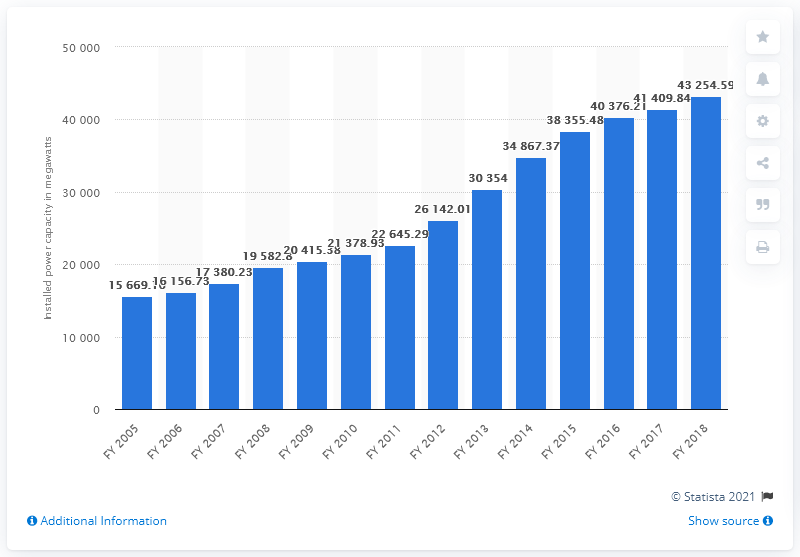 50 000
40 000
30 000
20 000
10 000
0
Installed power capacity in megawatts
16 156.73
17 380.23
19 582.8
20 415.38
21 378.93
22 645.29
26 142.01
30 354
34 867.37
38 355.48
40 376.21
41 409.84
43 254.59
FY 2005
FY 2006
FY 2007
FY 2008
FY 2009
FY 2010
FY 2011
FY 2012
FY 2013
FY 2014
FY 2015
FY 2016
FY 2017
FY 2018
© Statista 2021
Additional Information
Show source